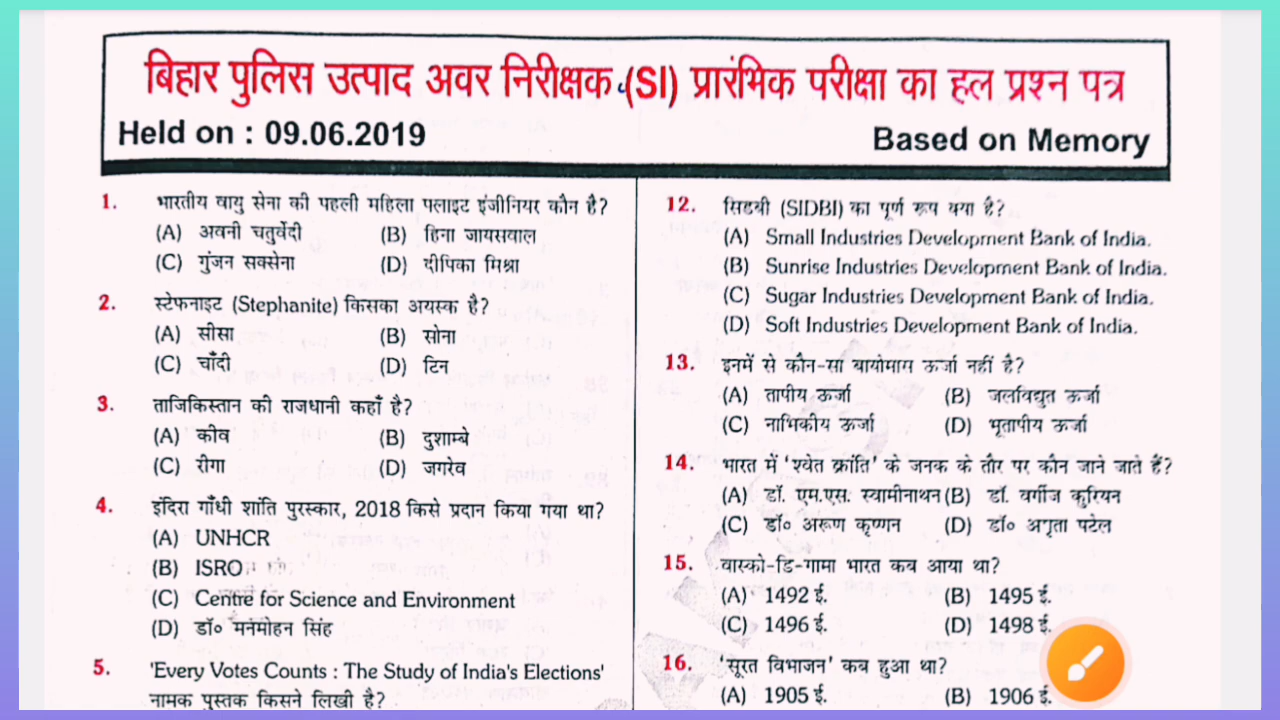 बिहार पुलिस उत्पाद अवर निरीक्षक (SI) प्रारंभिक परीक्षा का हल प्रश्न पत्र
Held on : 09.06.2019
Based on Memory
1. भारतीय वायु सेना की पहली महिला फ्लाइट इंजीनियर कौन है?
(A) अवनी चतुर्वेदी (B) हिना जायसवाल
(C) गुंजन सक्सेना (D) दीपिका मिश्रा
2. स्टेफनाइट (Stephanite) किसका अयस्क है?
(A) सीसा (B) सोना
(C) चाँदी (D) टिन
3. ताजिकिस्तान की राजधानी कहाँ है?
(A) कीव (B) दुशाम्बे
(C) रीगा (D) जगरेव
4. इंदिरा गाँधी शांति पुरस्कार, 2018 किसे प्रदान किया गया था?
(A) UNHCR
(B) ISRO
(C) Centre for Science and Environment
(D) डॉ० मनमोहन सिंह
5. 'Every Votes Counts : The Study of India's Elections'
नामक पुस्तक किसने लिखी है?
12. सिडबी (SIDBI) का पूर्ण रूप क्या है?
(A) Small Industries Development Bank of India.
(B) Sunrise Industries Development Bank of India.
(C) Sugar Industries Development Bank of India.
(D) Soft Industries Development Bank of India.
13. इनमें से कौन-सा बायोमास ऊर्जा नहीं है?
(A) तापीय ऊर्जा (B) जलविद्युत ऊर्जा
(C) नाभिकीय ऊर्जा (D) भूतापीय ऊर्जा
14. भारत में 'श्वेत क्रांति' के जनक के तौर पर कौन जाने जाते हैं?
(A) डॉ. एम.एस. स्वामीनाथन (B) डॉ. वर्गीज कुरियन
(C) डॉ० अरूण कृष्णन (D) डॉ० अमृता पटेल
15. वास्को-डि-गामा भारत कब आया था?
(A) 1492 ई. (B) 1495 ई.
(C) 1496 ई. (D) 1498 ई.
16. 'सूरत विभाजन' कब हुआ था?
(A) 1905 ई. (B) 1906 ई.